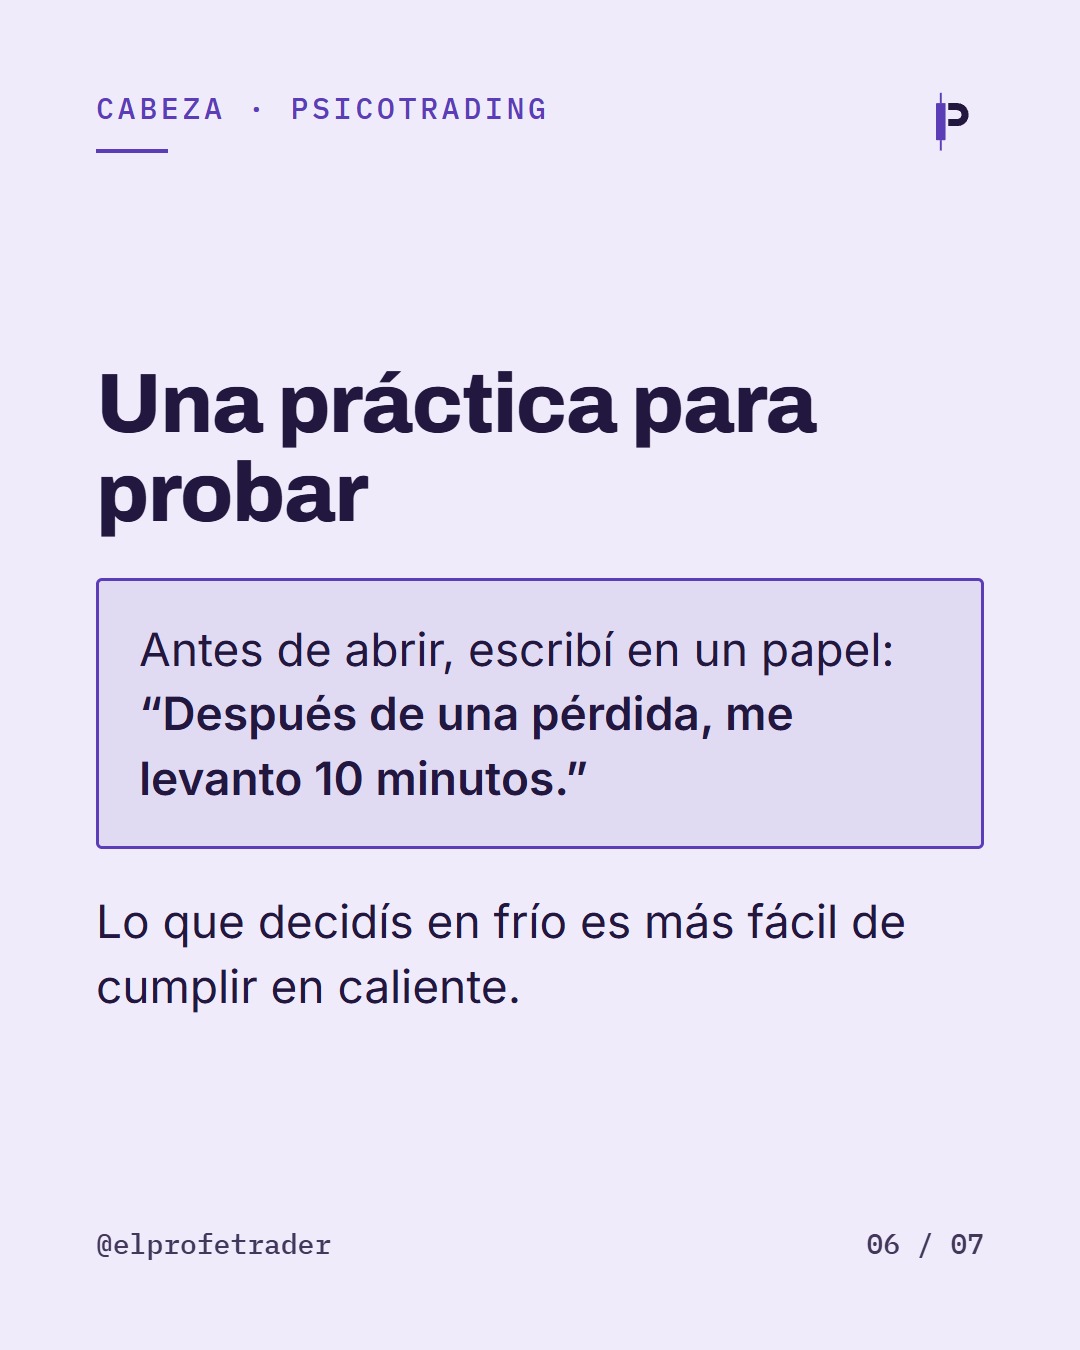 CABEZA · PSICOTRADING
Una práctica para
probar
Antes de abrir, escribí en un papel:
“Después de una pérdida, me
levanto 10 minutos.”
Lo que decidís en frío es más fácil de
cumplir en caliente.
@elprofetrader
06 / 07